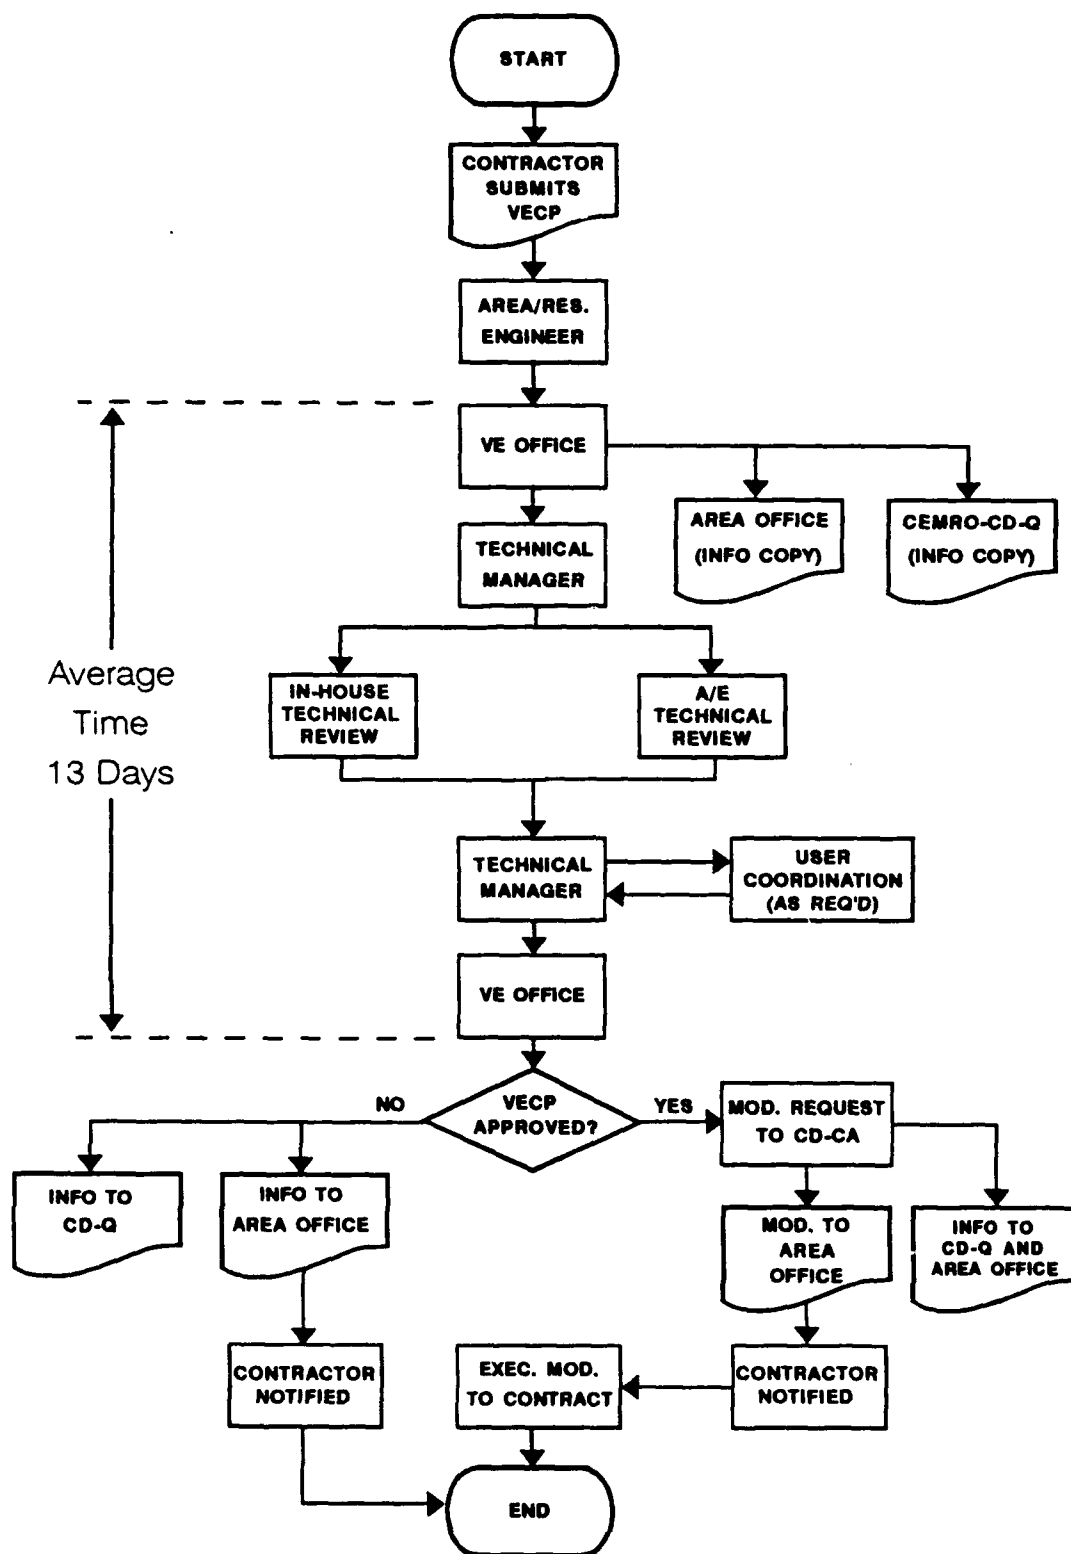 START
CONTRACTOR
SUBMITS
VECP
AREA/RES.
ENGINEER
VE OFFICE
AREA OFFICE
(INFO COPY)
CEMRO-CD-Q
(INFO COPY)
TECHNICAL
MANAGER
IN-HOUSE
TECHNICAL
REVIEW
A/E
TECHNICAL
REVIEW
Average
Time
13 Days
TECHNICAL
MANAGER
USER
COORDINATION
(AS REQ'D)
VE OFFICE
VECP
APPROVED?
NO
YES
MOD. REQUEST
TO CD-CA
INFO TO
CD-Q
INFO TO
AREA OFFICE
MOD. TO
AREA
OFFICE
INFO TO
CD-Q AND
AREA OFFICE
CONTRACTOR
NOTIFIED
EXEC. MOD.
TO CONTRACT
CONTRACTOR
NOTIFIED
END